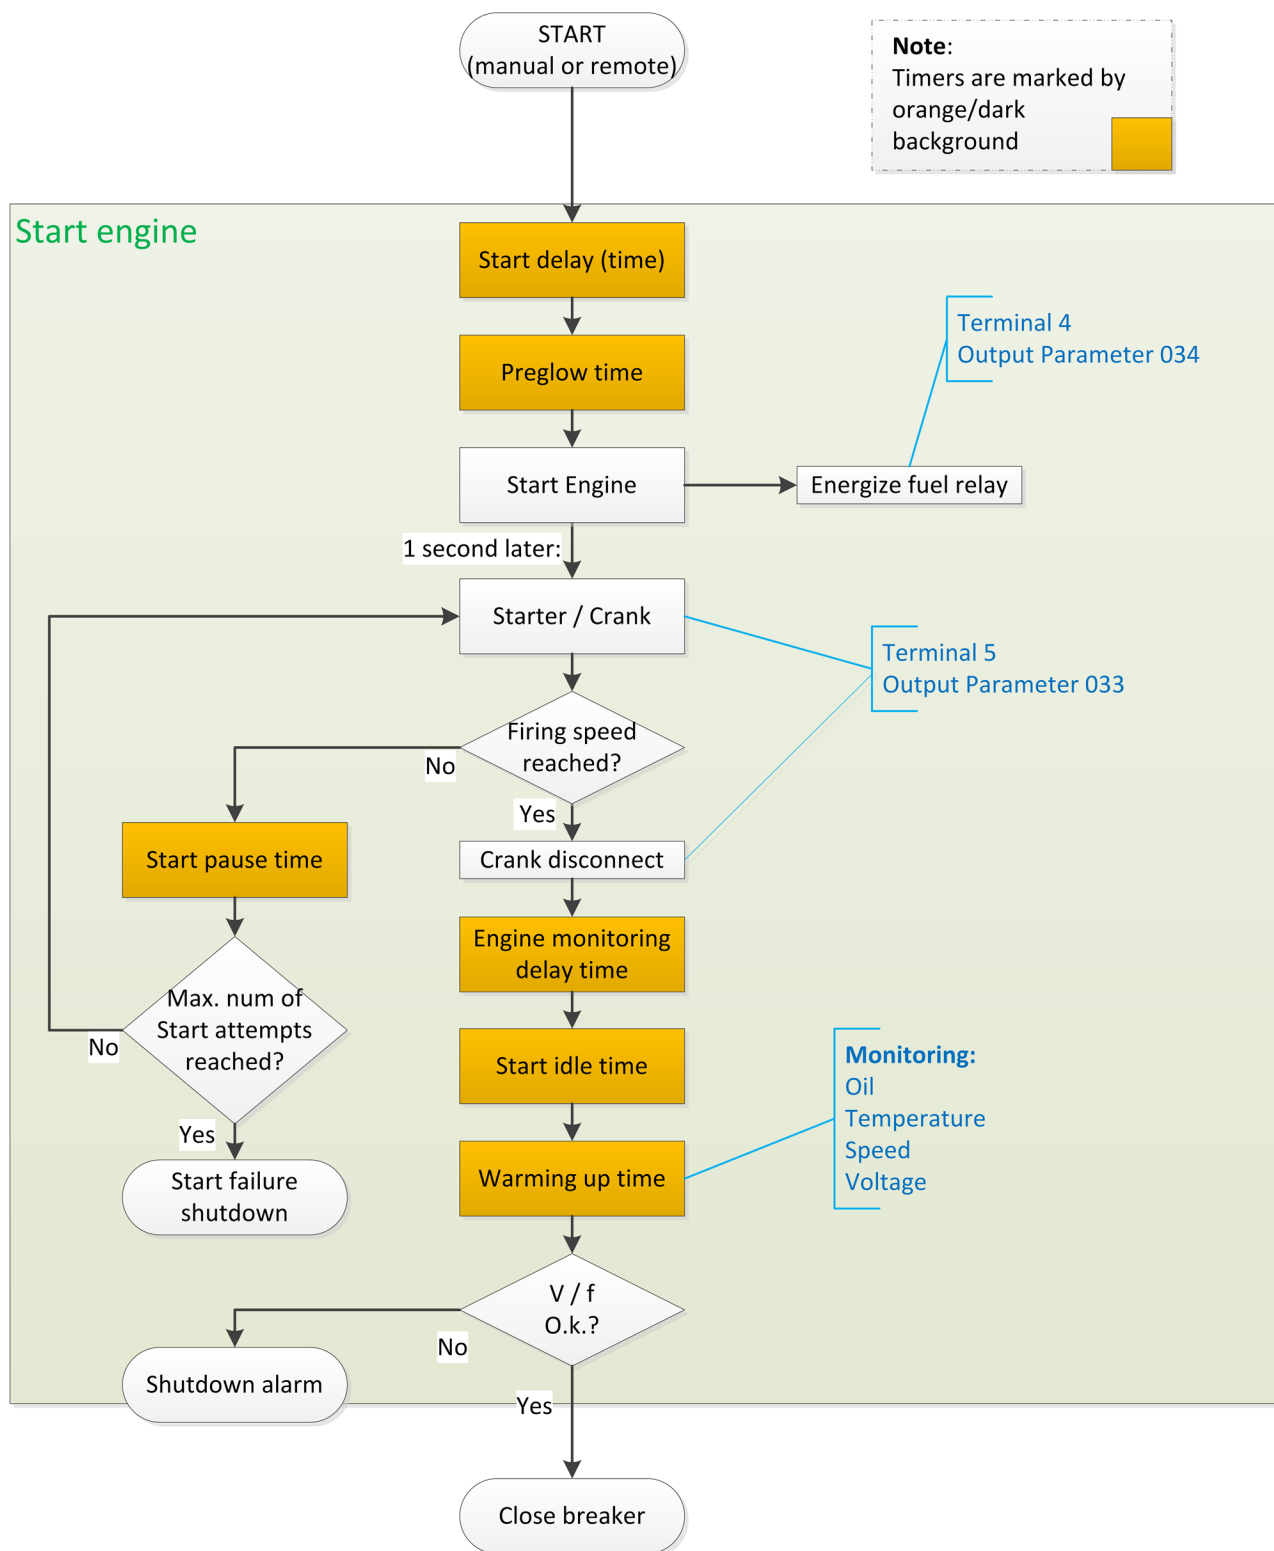 START
(manual or remote)
Note:
Timers are marked by
orange/dark
background
Start engine
Start delay (time)
Terminal 4
Output Parameter 034
Preglow time
Start Engine
Energize fuel relay
1 second later:
Starter / Crank
Terminal 5
Output Parameter 033
Firing speed
reached?
No
Yes
Start pause time
Crank disconnect
Engine monitoring
delay time
Max. num of
Start attempts
reached?
No
Yes
Start failure
shutdown
Start idle time
Monitoring:
Oil
Temperature
Speed
Voltage
Warming up time
V / f
O.k.?
No
Yes
Shutdown alarm
Close breaker